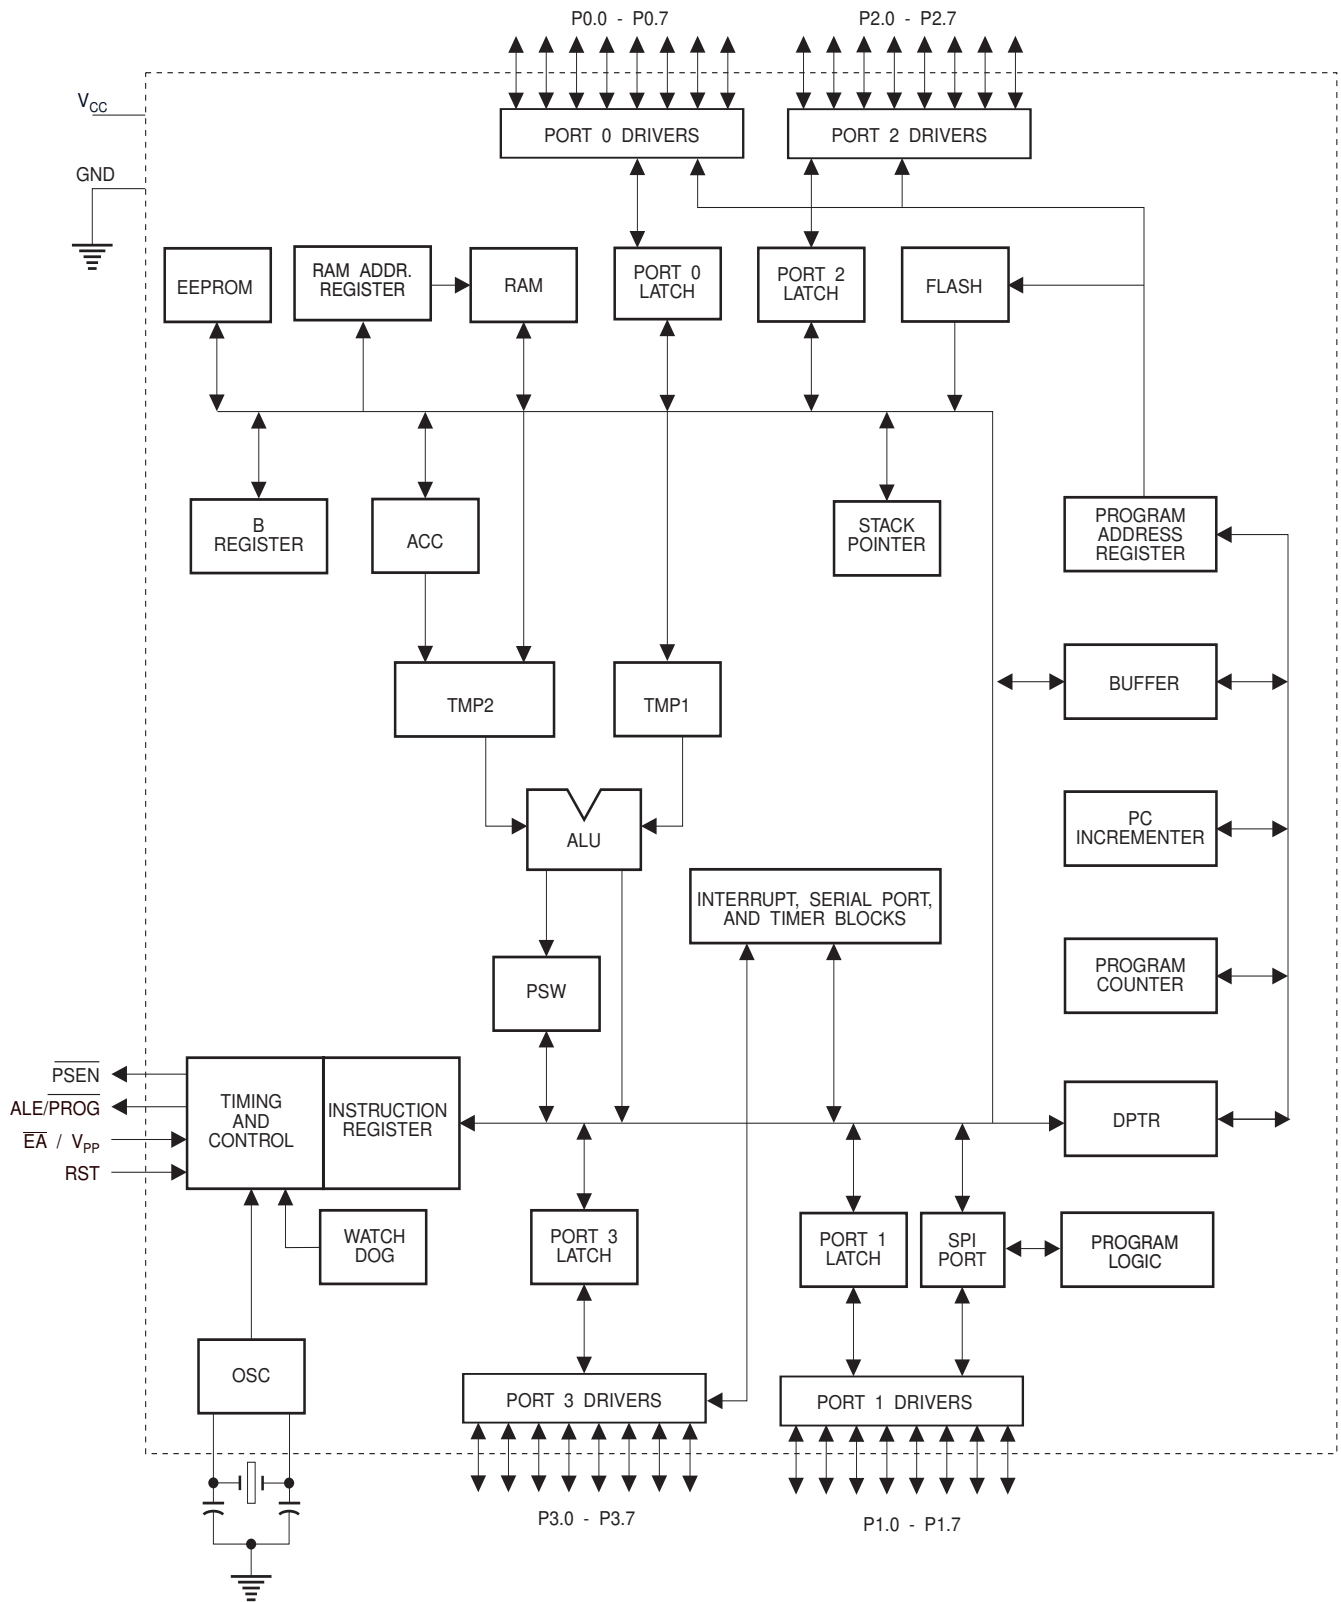 P0.0 - P0.7
P2.0 - P2.7
VCC
PORT 0 DRIVERS
PORT 2 DRIVERS
GND
EEPROM
RAM ADDR.
REGISTER
RAM
PORT 0
LATCH
PORT 2
LATCH
FLASH
B
REGISTER
ACC
STACK
POINTER
PROGRAM
ADDRESS
REGISTER
TMP2
TMP1
BUFFER
ALU
PC
INCREMENTER
INTERRUPT, SERIAL PORT,
AND TIMER BLOCKS
PSW
PROGRAM
COUNTER
PSEN
ALE/PROG
EA / VPP
RST
TIMING
AND
CONTROL
INSTRUCTION
REGISTER
DPTR
WATCH
DOG
PORT 3
LATCH
PORT 1
LATCH
SPI
PORT
PROGRAM
LOGIC
OSC
PORT 3 DRIVERS
PORT 1 DRIVERS
P3.0 - P3.7
P1.0 - P1.7